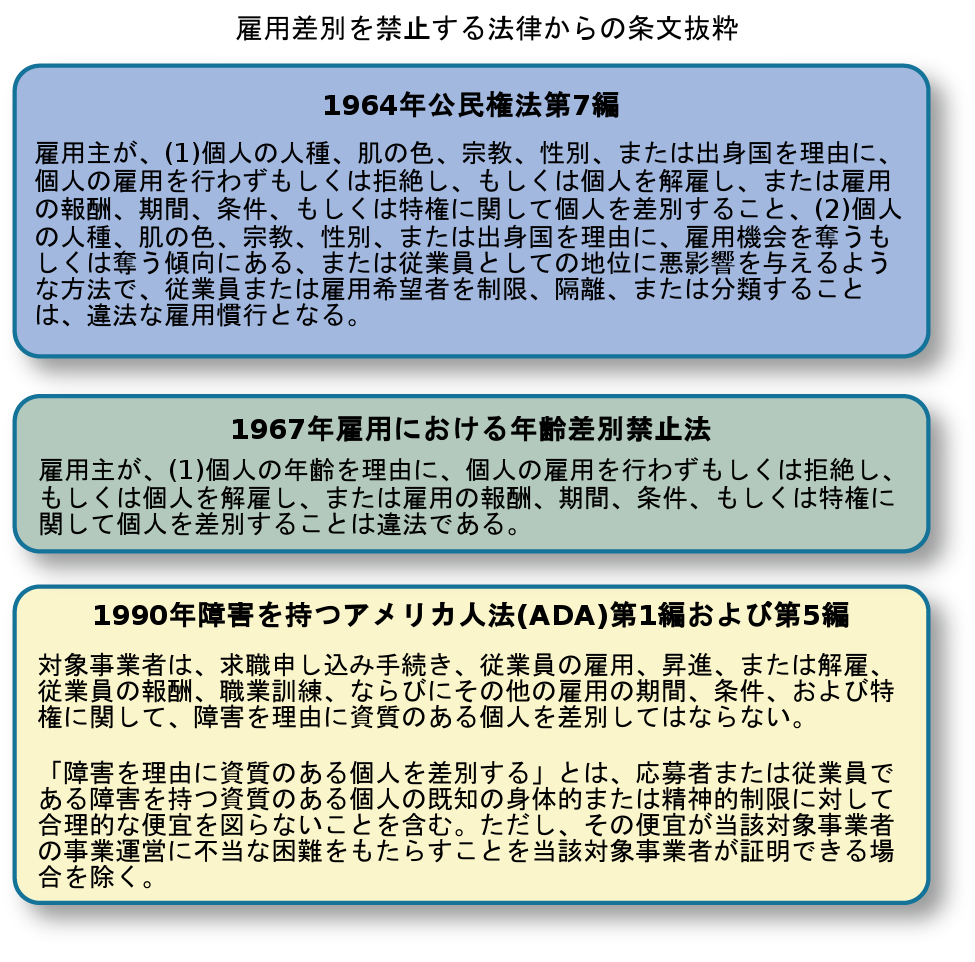 雇用差別を禁止する法律からの条文抜粋
1964年公民権法第7編
雇用主が、(1)個人の人種、肌の色、宗教、性別、または出身国を理由に、
個人の雇用を行わずもしくは拒絶し、もしくは個人を解雇し、または雇用
の報酬、期間、条件、もしくは特権に関して個人を差別すること、(2)個人
の人種、肌の色、宗教、性別、または出身国を理由に、雇用機会を奪うも
しくは奪う傾向にある、または従業員としての地位に悪影響を与えるよう
な方法で、従業員または雇用希望者を制限、隔離、または分類すること
は、違法な雇用慣行となる。
1967年雇用における年齢差別禁止法
雇用主が、(1)個人の年齢を理由に、個人の雇用を行わずもしくは拒絶し、
もしくは個人を解雇し、または雇用の報酬、期間、条件、もしくは特権に
関して個人を差別することは違法である。
1990年障害を持つアメリカ人法(ADA)第1編および第5編
対象事業者は、求職申し込み手続き、従業員の雇用、昇進、または解雇、
従業員の報酬、職業訓練、ならびにその他の雇用の期間、条件、および特
権に関して、障害を理由に資質のある個人を差別してはならない。
「障害を理由に資質のある個人を差別する」とは、応募者または従業員で
ある障害を持つ資質のある個人の既知の身体的または精神的制限に対して
合理的な便宜を図らないことを含む。ただし、その便宜が当該対象事業者
の事業運営に不当な困難をもたらすことを当該対象事業者が証明できる場
合を除く。